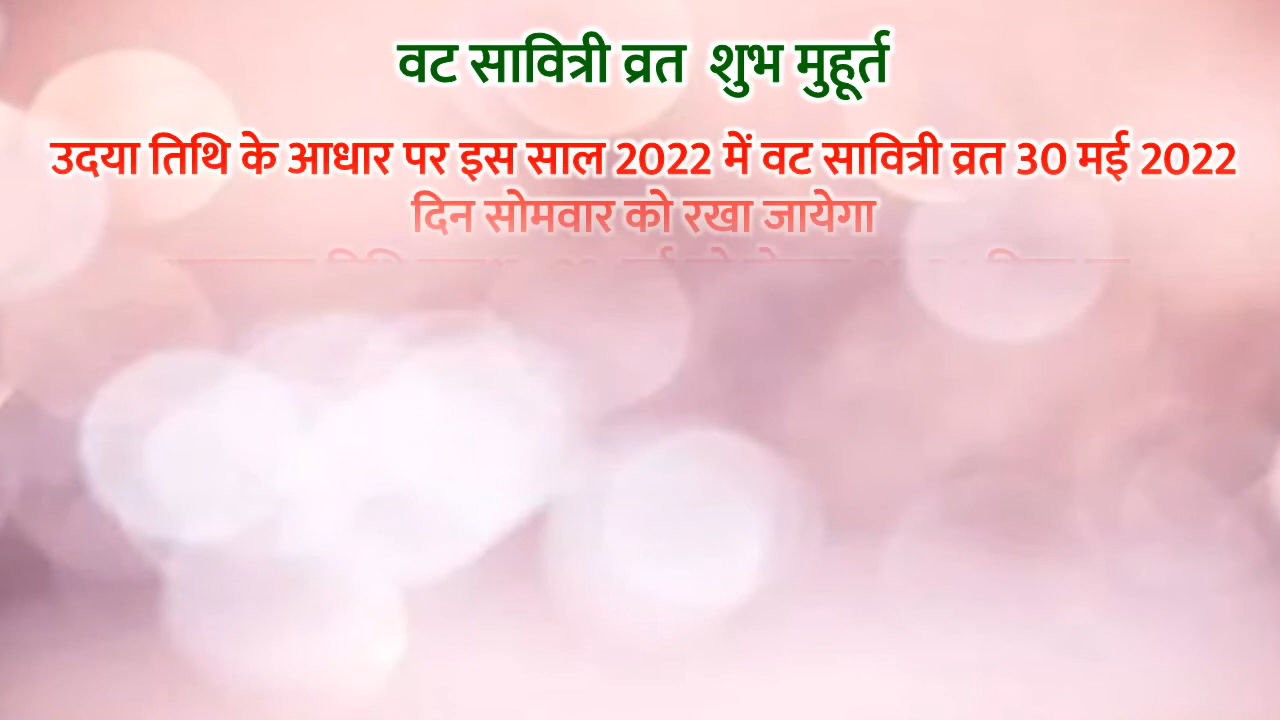 वट सावित्री व्रत शुभ मुहूर्त
उदया तिथि के आधार पर इस साल 2022 में वट सावित्री व्रत 30 मई 2022
दिन सोमवार को रखा जायेगा